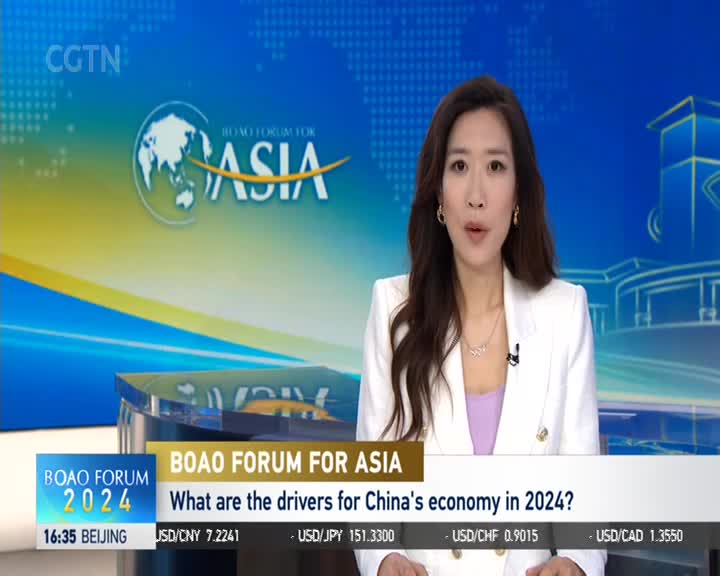 CGTN
BOAO FORUM FOR
ASIA
BOAO FORUM FOR ASIA
BOAO FORUM
2024
What are the drivers for China's economy in 2024?
16:35 BEIJING
USD/CNY 7.2241 - USD/JPY 151.3300 - USD/CHF 0.9015 - USD/CAD 1.3550